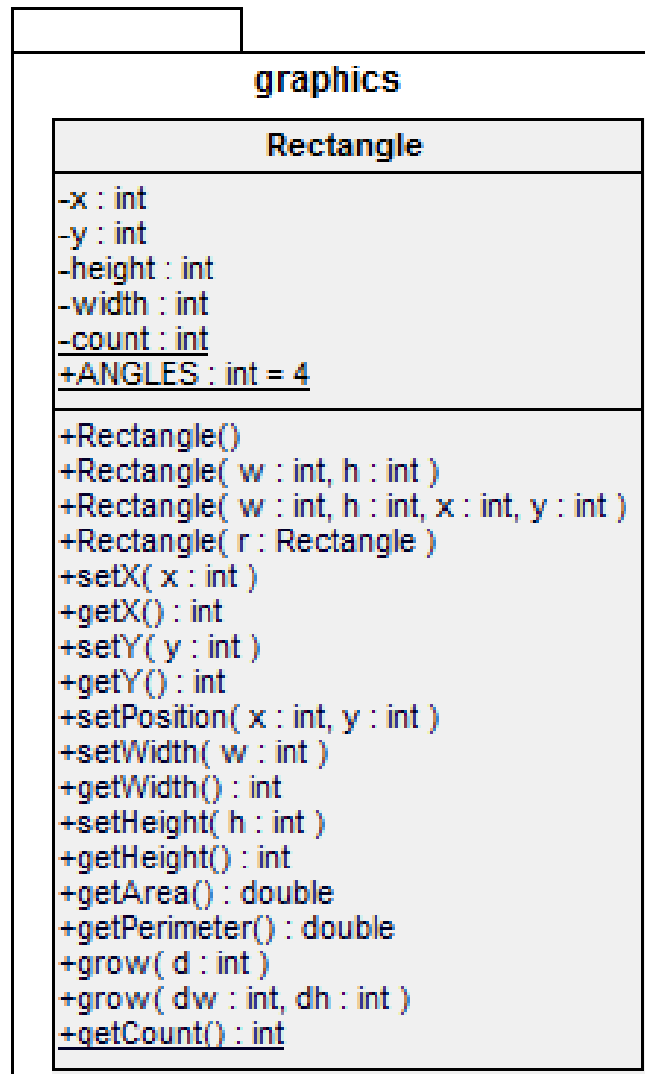 graphics
Rectangle
-x : int
-y : int
-height : int
-width : int
-count : int
+ANGLES : int = 4
+Rectangle()
+Rectangle( w : int, h : int )
+Rectangle( w : int, h : int, x : int, y : int )
+Rectangle( r : Rectangle )
+setX( x : int )
+getX() : int
+setY( y : int )
+getY() : int
+setPosition( x : int, y : int )
+setWidth( w : int )
+getWidth() : int
+setHeight( h : int )
+getHeight() : int
+getArea() : double
+getPerimeter() : double
+grow( d : int )
+grow( dw : int, dh : int )
+getCount() : int